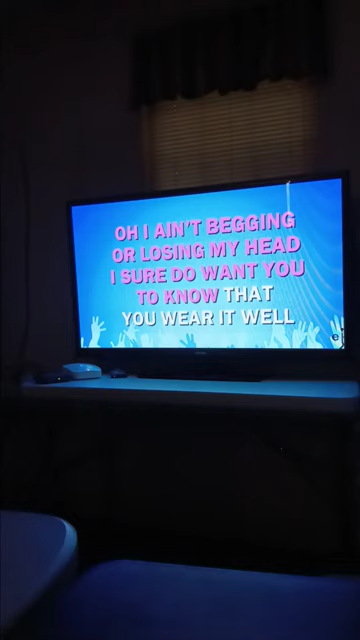 OH I AIN'T BEGGING
OR LOSING MY HEAD
I SURE DO WANT YOU
TO KNOW THAT
YOU WEAR IT WELL